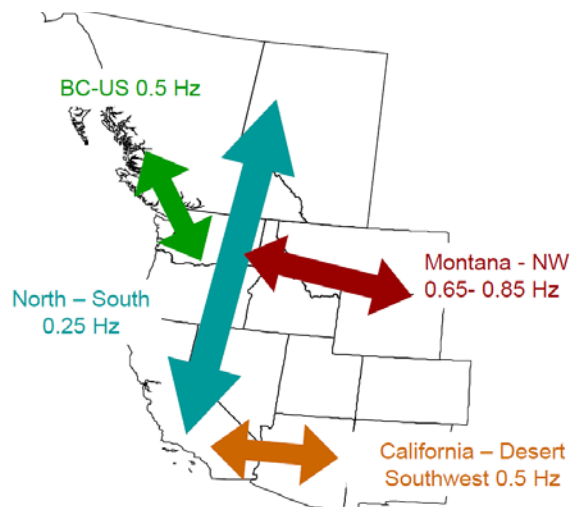 BC-US 0.5 Hz
Montana - NW
0.65- 0.85 Hz
North – South
0.25 Hz
California – Desert
Southwest 0.5 Hz